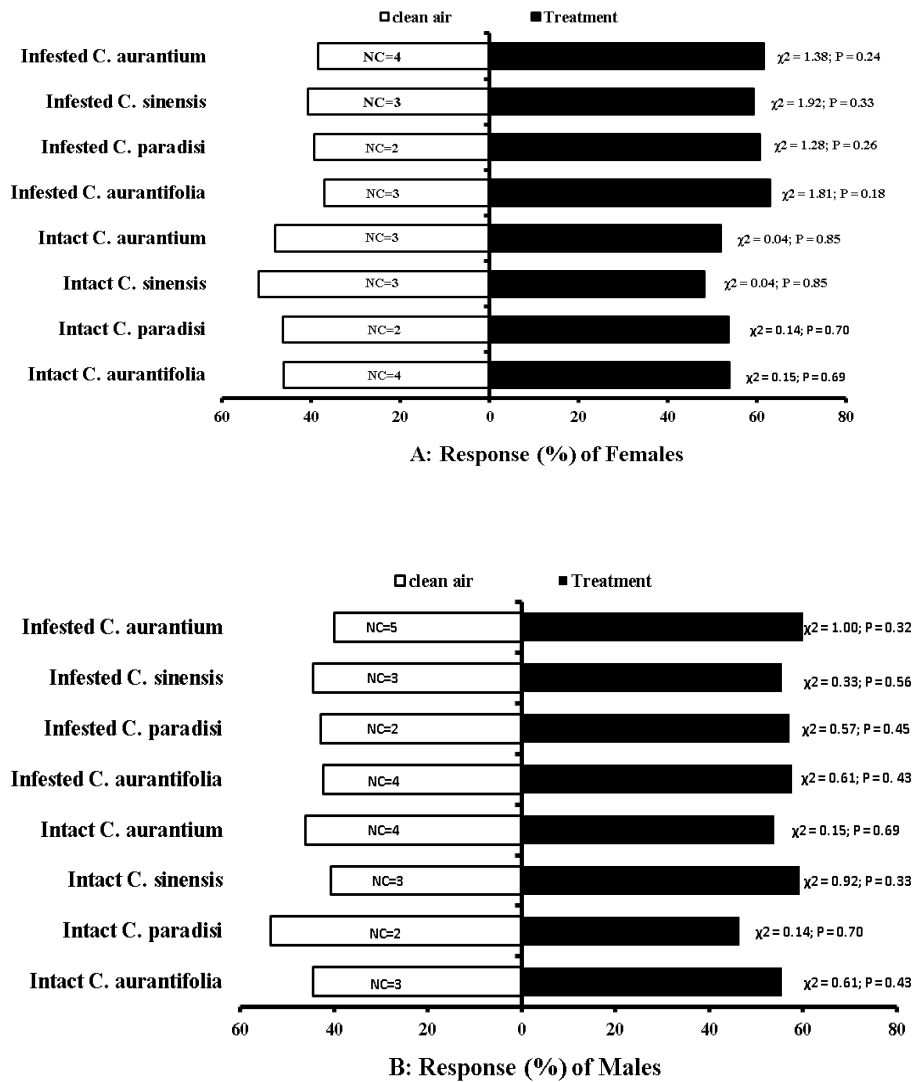 clean air Treatment
Infested C. aurantium NC=4 χ2 = 1.38; P = 0.24
Infested C. sinensis NC=3 χ2 = 1.92; P = 0.33
Infested C. paradisi NC=2 χ2 = 1.28; P = 0.26
Infested C. aurantifolia NC=3 χ2 = 1.81; P = 0.18
Intact C. aurantium NC=3 χ2 = 0.04; P = 0.85
Intact C. sinensis NC=3 χ2 = 0.04; P = 0.85
Intact C. paradisi NC=2 χ2 = 0.14; P = 0.70
Intact C. aurantifolia NC=4 χ2 = 0.15; P = 0.69
60 40 20 0 20 40 60 80
A: Response (%) of Females
clean air Treatment
Infested C. aurantium NC=5 χ2 = 1.00; P = 0.32
Infested C. sinensis NC=3 χ2 = 0.33; P = 0.56
Infested C. paradisi NC=2 χ2 = 0.57; P = 0.45
Infested C. aurantifolia NC=4 χ2 = 0.61; P = 0. 43
Intact C. aurantium NC=4 χ2 = 0.15; P = 0.69
Intact C. sinensis NC=3 χ2 = 0.92; P = 0.33
Intact C. paradisi NC=2 χ2 = 0.14; P = 0.70
Intact C. aurantifolia NC=3 χ2 = 0.61; P = 0.43
60 40 20 0 20 40 60 80
B: Response (%) of Males